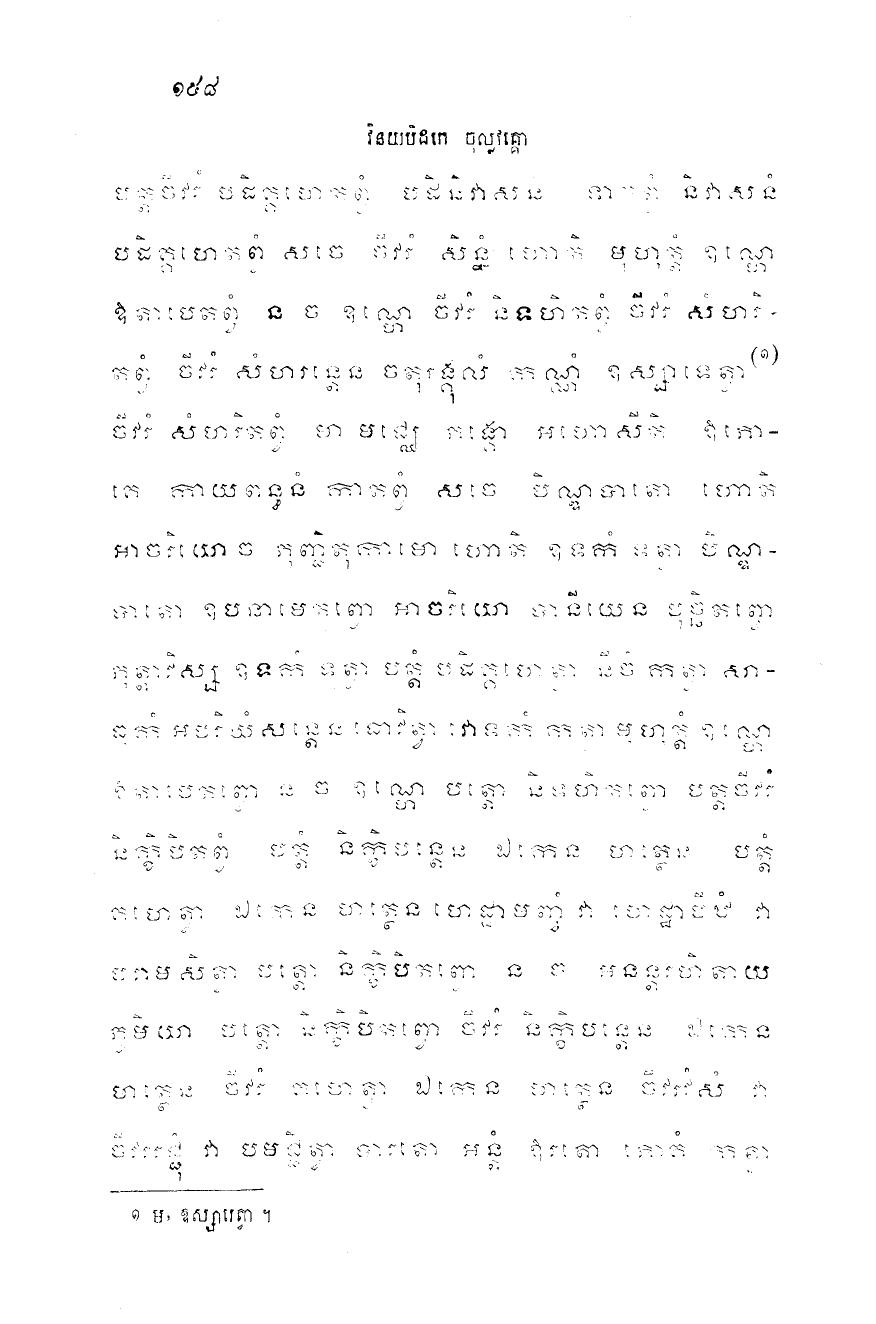 ១៩៨
វិនយបិដកេ ចុល្លវគ្គោ
បត្តចីវរំ បដិគ្គហេតព្វំ បដិនិវាសនំ ទាតព្វំ និវាសនំ
បដិគ្គហេតព្វំ សចេ ចីវរំ សិន្នំ ហោតិ មុហុត្តំ ឧណ្ហេ
ឱតាបេតព្វំ ន ច ឧណ្ហេ ចីវរំ និទហិតព្វំ ចីវរំ សំហរិ-
តព្វំ ចីវរំ សំហរន្តេន ចតុរង្គុលំ កណ្ណំ ឧស្សាទេត្វា(១)
ចីវរំ សំហរិតព្វំ មា មជ្ឈេ ភង្គោ អហោសីតិ ឱភោ-
គេ កាយពន្ធនំ កាតព្វំ សចេ បិណ្ឌបាតោ ហោតិ
អាចរិយោ ច ភុញ្ជិតុកាមោ ហោតិ ឧទកំ ទត្វា បិណ្ឌ-
បាតោ ឧបនាមេតព្វោ អាចរិយោ បានីយេន បុច្ឆិតព្វោ
ភុត្តាវិស្ស ឧទកំ ទត្វា បត្តំ បដិគ្គហេត្វា នីចំ កត្វា សា-
ធុកំ អបរិឃំសន្តេន ធោវិត្វា វោទកំ កត្វា មុហុត្តំ ឧណ្ហេ
ឱតាបេតព្វោ ន ច ឧណ្ហេ បត្តោ និទហិតព្វោ បត្តចីវរំ
និក្ខិបិតព្វំ បត្តំ និក្ខិបន្តេន ឯកេន ហត្ថេន បត្តំ
គហេត្វា ឯកេន ហត្ថេន ហេដ្ឋាមញ្ចំ វា ហេដ្ឋាបីឋំ វា
បរាមសិត្វា បត្តោ និក្ខិបិតព្វោ ន ច អនន្តរហិតាយ
ភូមិយា បត្តោ និក្ខិបិតព្វោ ចីវរំ និក្ខិបន្តេន ឯកេន
ហត្ថេន ចីវរំ គហេត្វា ឯកេន ហត្ថេន ចីវរវំសំ វា
ចីវររជ្ជុំ វា បមជ្ជិត្វា បារតោ អន្តំ ឱរតោ ភោគំ កត្វា
១ ម. ឧស្សារេត្វា ។